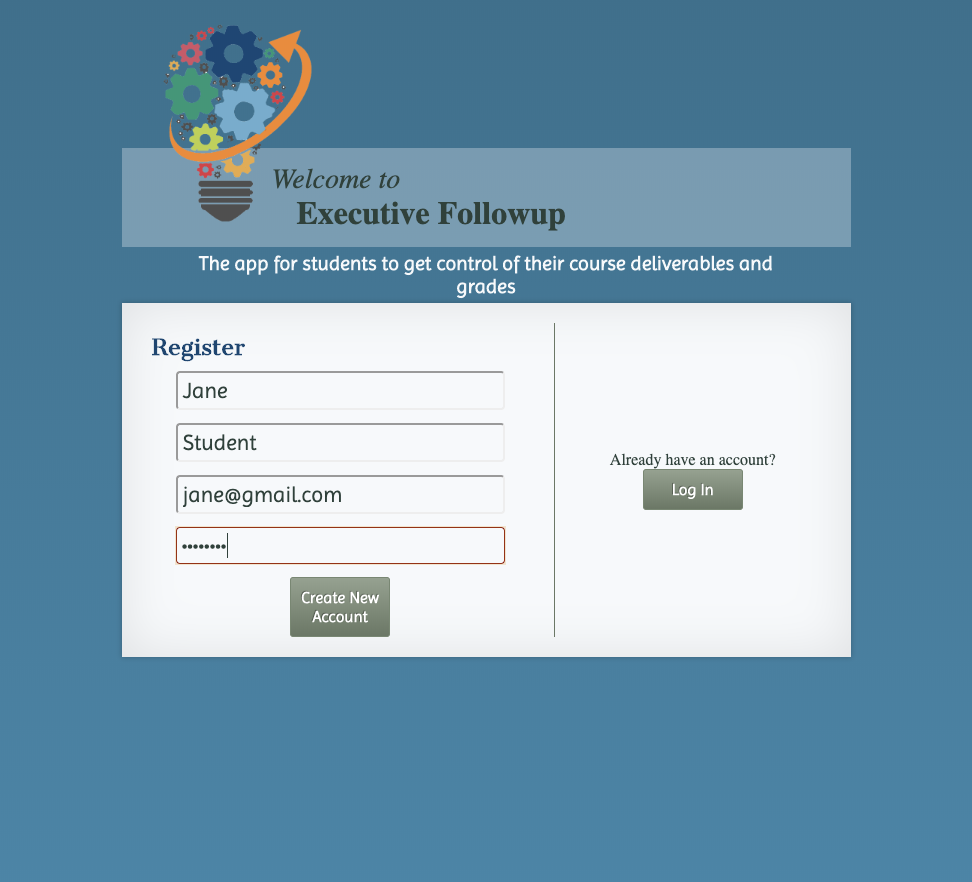 Welcome to
Executive Followup
The app for students to get control of their course deliverables and
grades
Register
Jane
Student
jane@gmail.com
••••••••
Create New
Account
Already have an account?
Log In